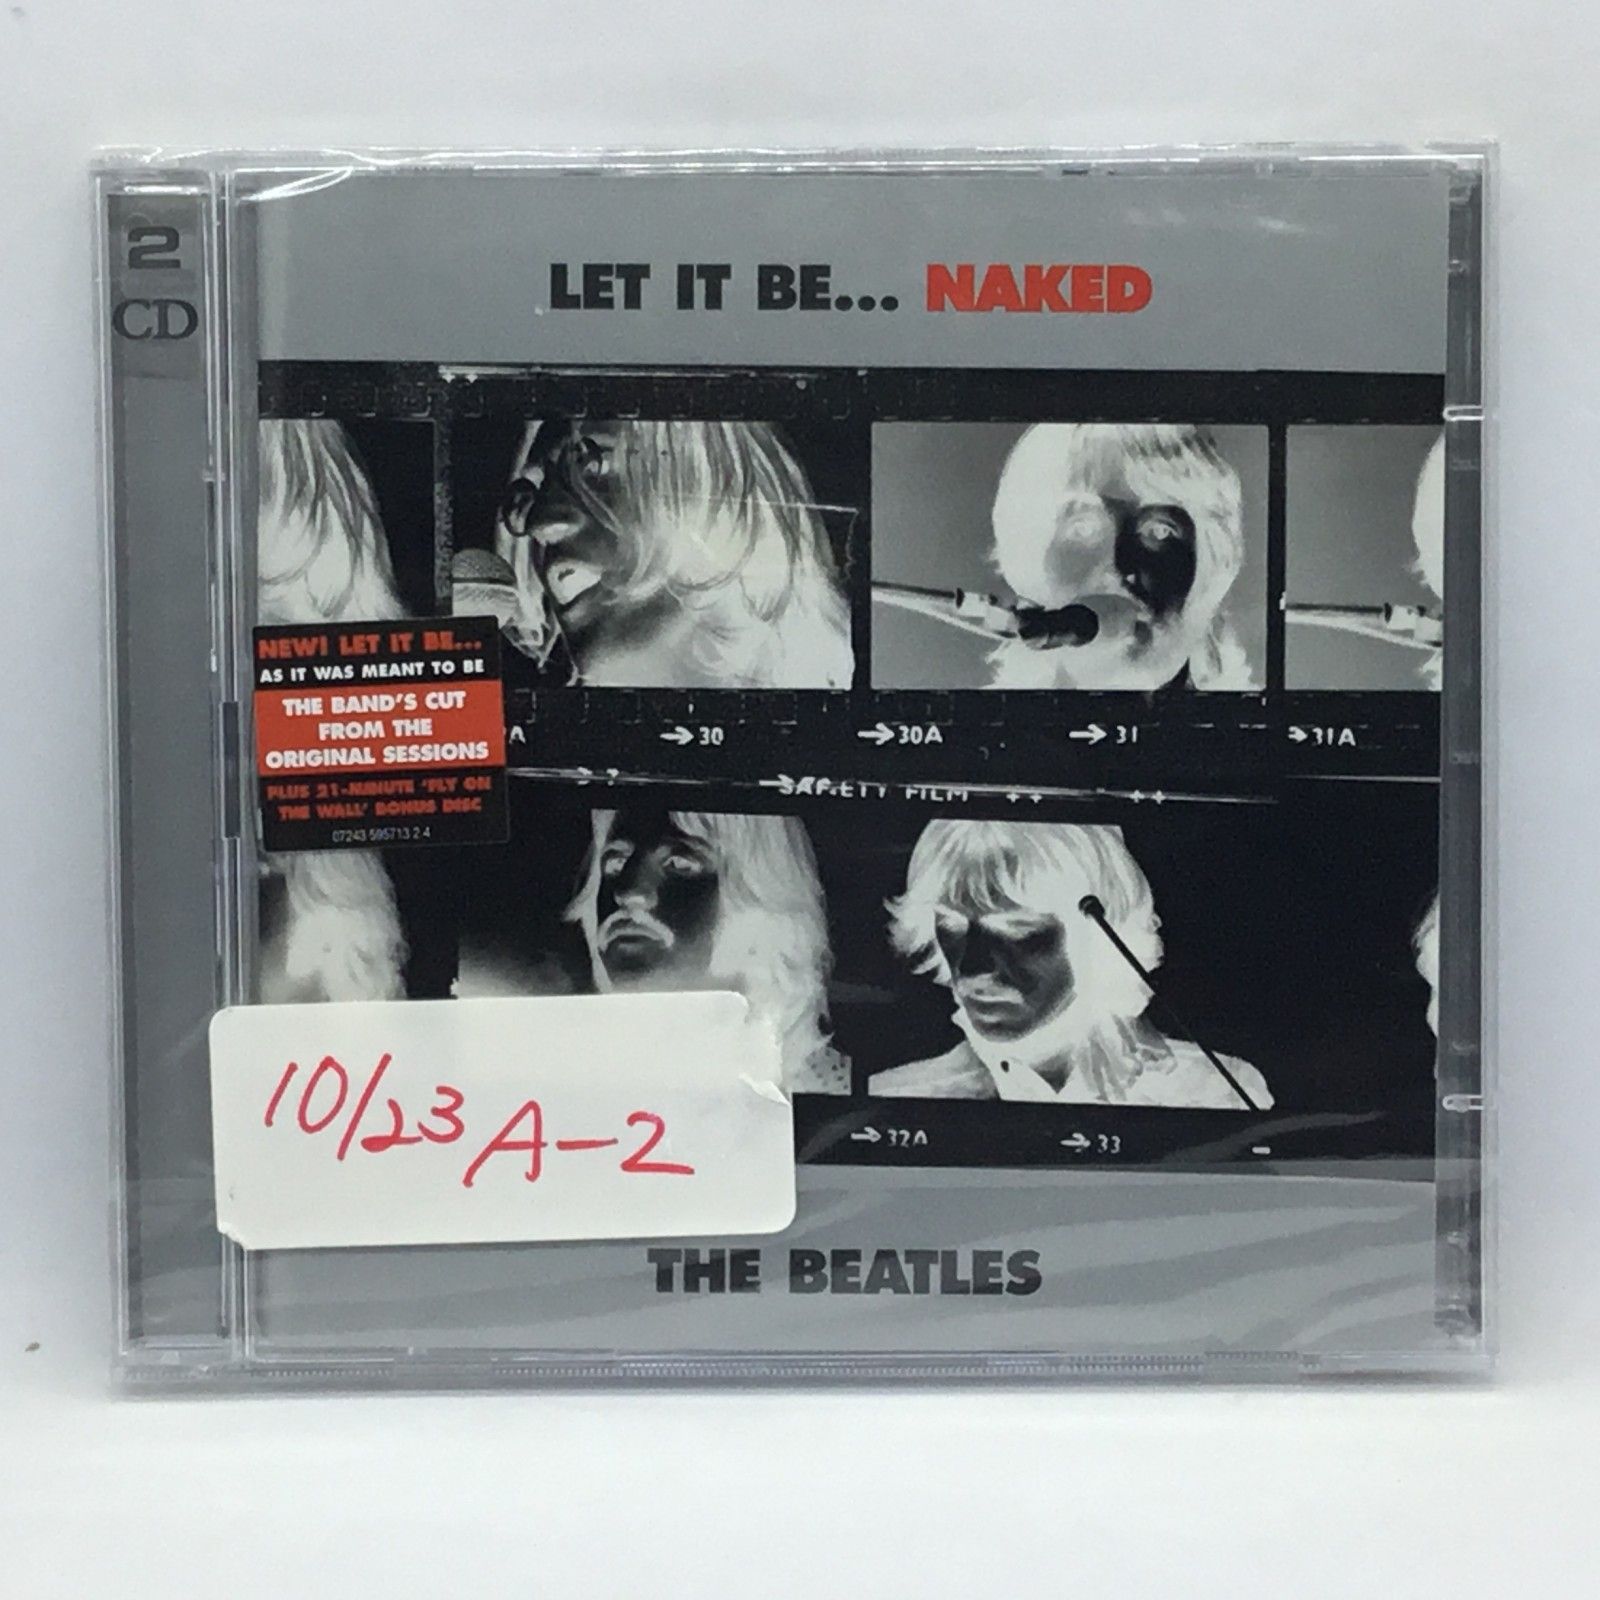 2
CD
LET IT BE... NAKED
NEW! LET IT BE...
AS IT WAS MEANT TO BE
THE BAND'S CUT
FROM THE
ORIGINAL SESSIONS
PLUS 21-MINUTE 'FLY ON
THE WALL' BONUS DISC
07243 595713 2 4
A →30 →30A →31 →31A
SAFETY FILM ++ ++
10/23 A-2
→32A →33
THE BEATLES